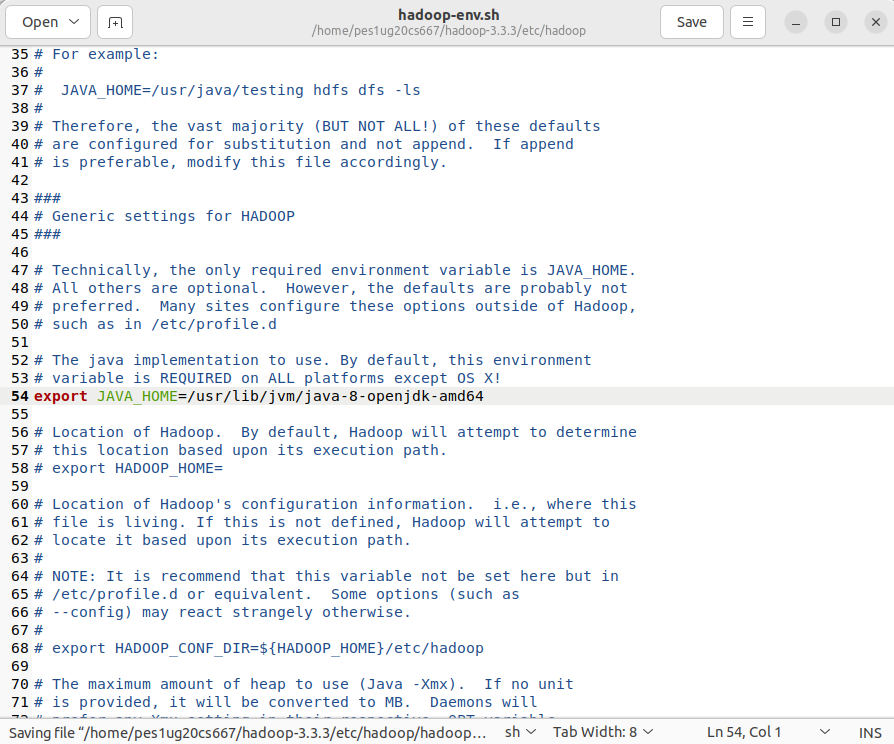 Open
hadoop-env.sh
/home/pes1ug20cs667/hadoop-3.3.3/etc/hadoop
Save
35 # For example:
36 #
37 #  JAVA_HOME=/usr/java/testing hdfs dfs -ls
38 #
39 # Therefore, the vast majority (BUT NOT ALL!) of these defaults
40 # are configured for substitution and not append.  If append
41 # is preferable, modify this file accordingly.
42
43 ###
44 # Generic settings for HADOOP
45 ###
46
47 # Technically, the only required environment variable is JAVA_HOME.
48 # All others are optional.  However, the defaults are probably not
49 # preferred.  Many sites configure these options outside of Hadoop,
50 # such as in /etc/profile.d
51
52 # The java implementation to use. By default, this environment
53 # variable is REQUIRED on ALL platforms except OS X!
54 export JAVA_HOME=/usr/lib/jvm/java-8-openjdk-amd64
55
56 # Location of Hadoop.  By default, Hadoop will attempt to determine
57 # this location based upon its execution path.
58 # export HADOOP_HOME=
59
60 # Location of Hadoop's configuration information.  i.e., where this
61 # file is living. If this is not defined, Hadoop will attempt to
62 # locate it based upon its execution path.
63 #
64 # NOTE: It is recommend that this variable not be set here but in
65 # /etc/profile.d or equivalent.  Some options (such as
66 # --config) may react strangely otherwise.
67 #
68 # export HADOOP_CONF_DIR=${HADOOP_HOME}/etc/hadoop
69
70 # The maximum amount of heap to use (Java -Xmx).  If no unit
71 # is provided, it will be converted to MB.  Daemons will
Saving file “/home/pes1ug20cs667/hadoop-3.3.3/etc/hadoop/hadoop… sh Tab Width: 8 Ln 54, Col 1 INS